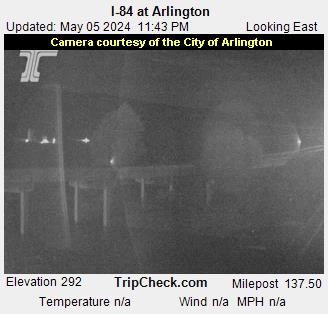 I-84 at Arlington
Updated: May 05 2024 11:43 PM Looking East
Camera courtesy of the City of Arlington
Elevation 292 TripCheck.com Milepost 137.50
Temperature n/a Wind n/a MPH n/a